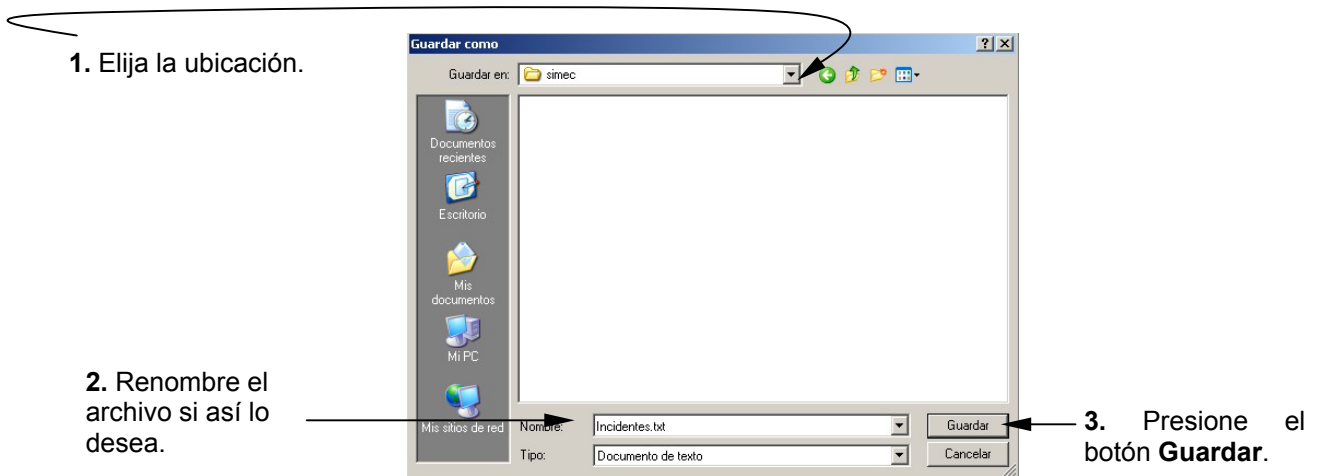 1. Elija la ubicación.
Guardar como
Guardar en:
simec
Documentos
recientes
Escritorio
Mis
documentos
Mi PC
Mis sitios de red
2. Renombre el
archivo si así lo
desea.
Nombre:
Incidentes.txt
Guardar
Tipo:
Documento de texto
Cancelar
3. Presione el
botón Guardar.